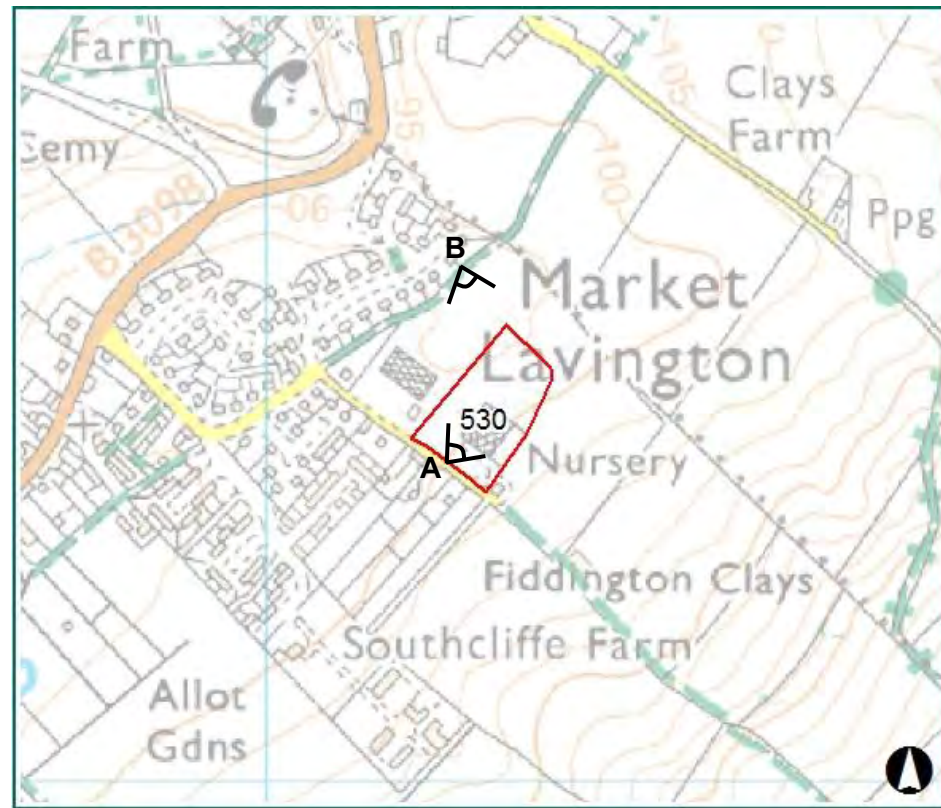 Farm
Clays
Farm
Cemy
105
95
100
B 3098
90
Ppg
B
Market
Lavington
530
A
Nursery
Fiddington Clays
Southcliffe Farm
Allot
Gdns